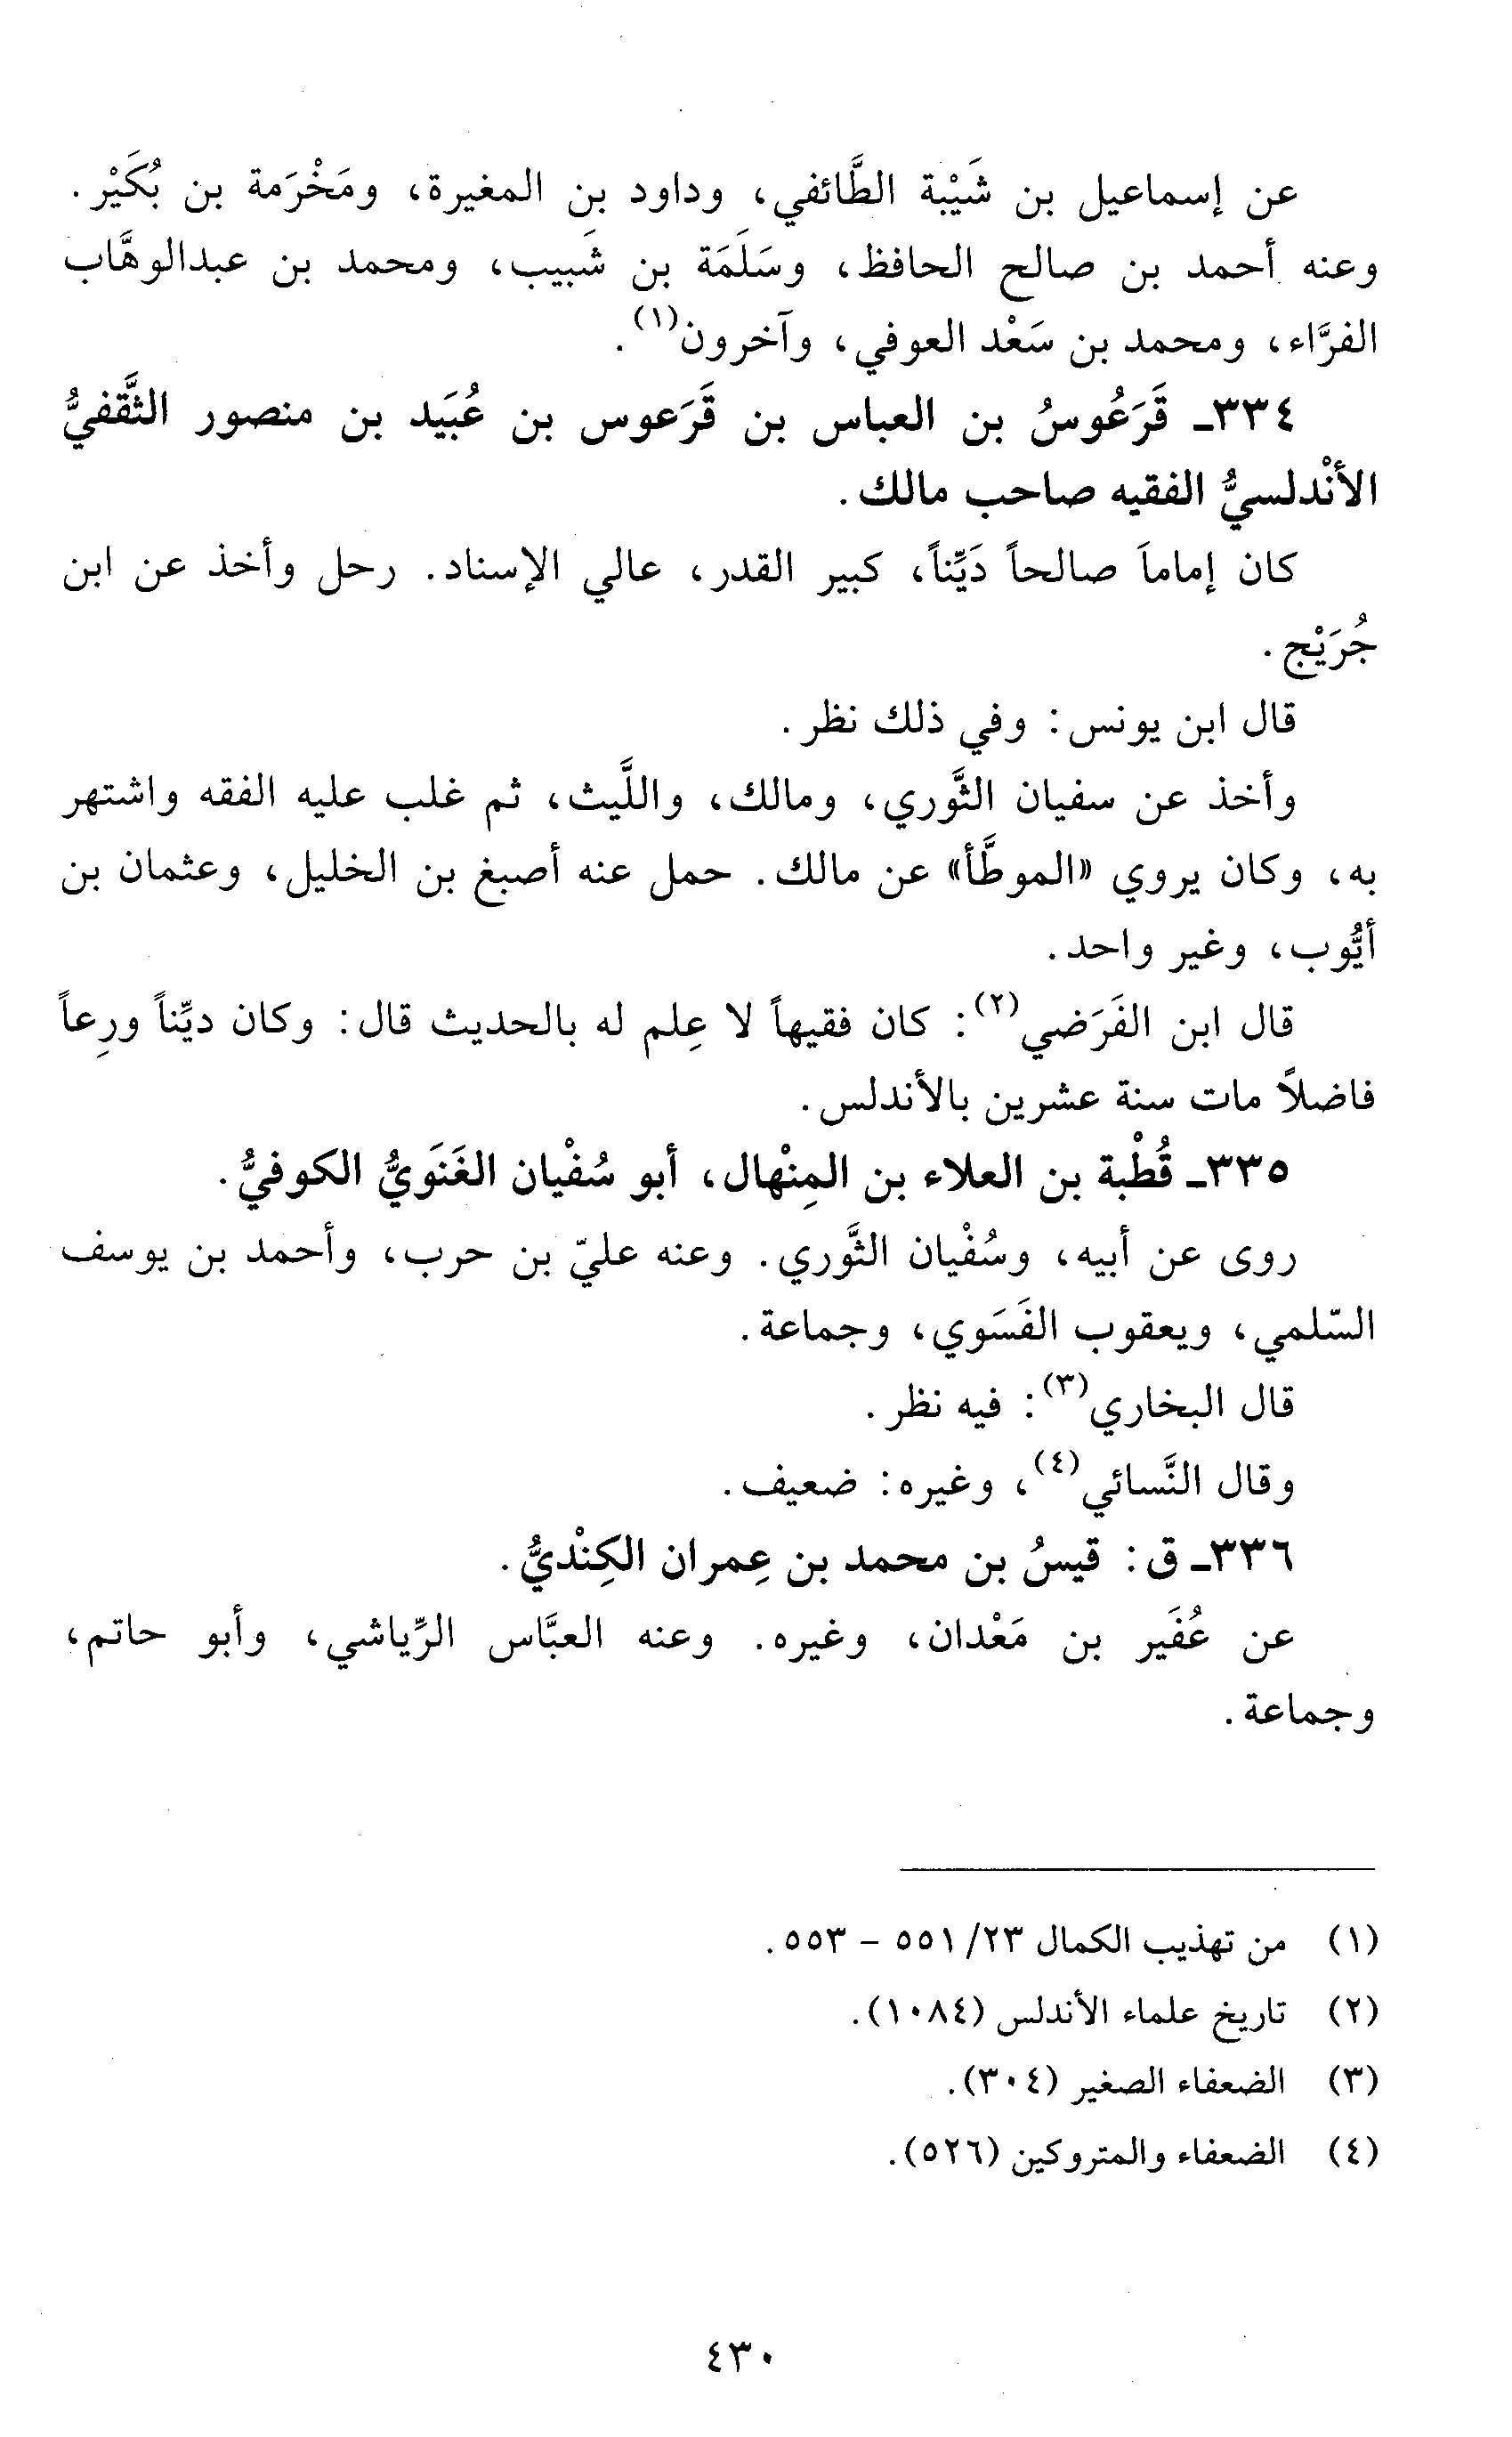 عن إسماعيل بن شَيْبة الطَّائفي، وداود بن المغيرة، ومَخْرَمة بن بُكَيْر.
وعنه أحمد بن صالح الحافظ، وسَلَمَة بن شَبيب، ومحمد بن عبدالوهَّاب
الفرَّاء، ومحمد بن سَعْد العوفي، وآخرون(١).
٣٣٤ـ قَرَعُوسُ بن العباس بن قَرَعوس بن عُبَيد بن منصور الثَّقفيُّ
الأنْدلسيُّ الفقيه صاحب مالك.
كان إماماً صالحاً دَيِّناً، كبير القدر، عالي الإسناد. رحل وأخذ عن ابن
جُرَيْج.
قال ابن يونس: وفي ذلك نظر.
وأخذ عن سفيان الثَّوري، ومالك، واللَّيث، ثم غلب عليه الفقه واشتهر
به، وكان يروي «الموطَّأ» عن مالك. حمل عنه أصبغ بن الخليل، وعثمان بن
أيُّوب، وغير واحد.
قال ابن الفَرَضي(٢): كان فقيهاً لا عِلم له بالحديث قال: وكان ديِّناً ورِعاً
فاضلاً مات سنة عشرين بالأندلس.
٣٣٥ـ قُطْبة بن العلاء بن المِنْهال، أبو سُفْيان الغَنَويُّ الكوفيُّ.
روى عن أبيه، وسُفْيان الثَّوري. وعنه عليّ بن حرب، وأحمد بن يوسف
السّلمي، ويعقوب الفَسَوي، وجماعة.
قال البخاري(٣): فيه نظر.
وقال النَّسائي(٤)، وغيره: ضعيف.
٣٣٦ـ ق: قيسُ بن محمد بن عِمران الكِنْديُّ.
عن عُفَير بن مَعْدان، وغيره. وعنه العبَّاس الرِّياشي، وأبو حاتم،
وجماعة.
(١) من تهذيب الكمال ٢٣/ ٥٥١ – ٥٥٣.
(٢) تاريخ علماء الأندلس (١٠٨٤).
(٣) الضعفاء الصغير (٣٠٤).
(٤) الضعفاء والمتروكين (٥٢٦).
٤٣٠